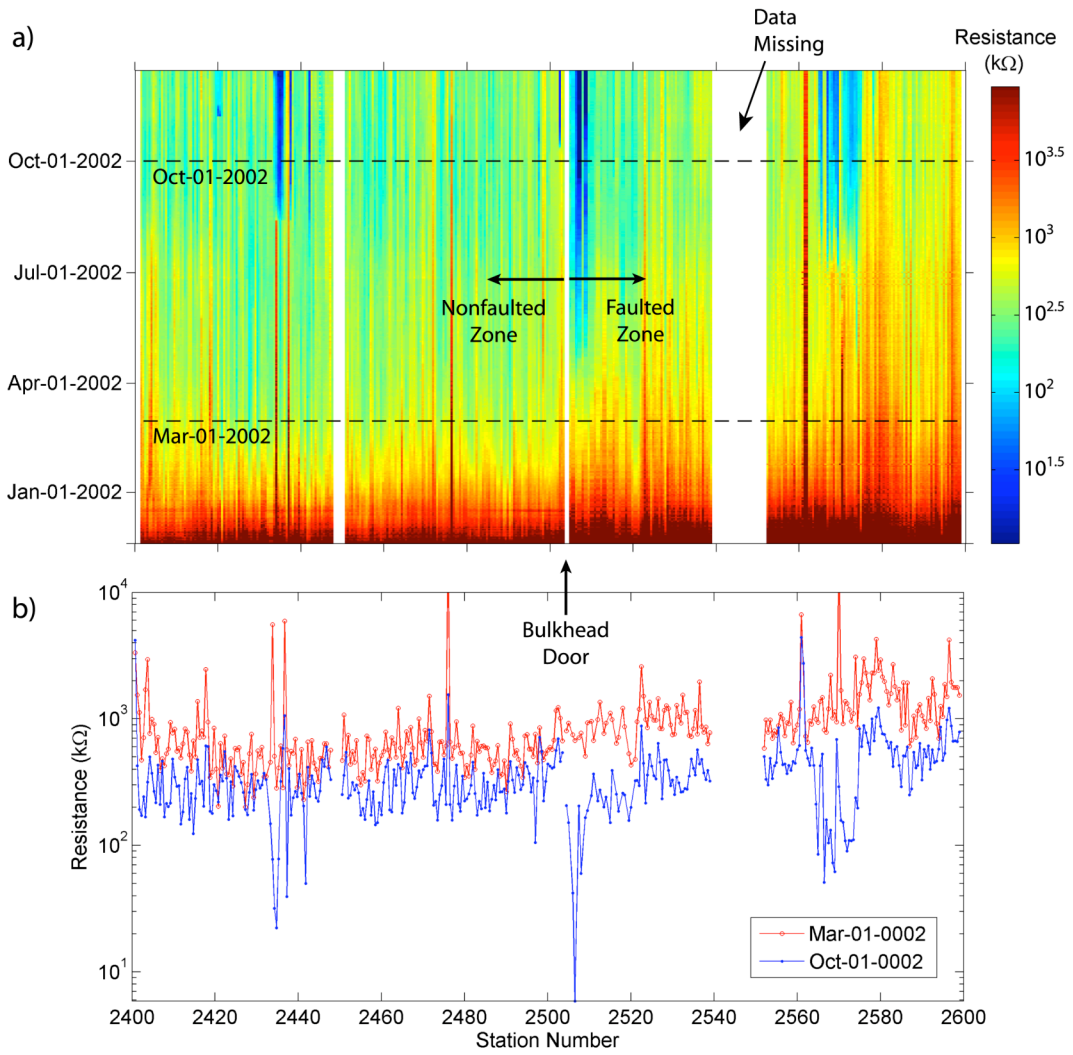 a)
Data
Missing
Resistance
(kΩ)
Oct-01-2002
Oct-01-2002
Jul-01-2002
Nonfaulted
Zone
Faulted
Zone
Apr-01-2002
Mar-01-2002
Jan-01-2002
10^3.5
10^3
10^2.5
10^2
10^1.5
b)
Bulkhead
Door
Resistance (kΩ)
10^4
10^3
10^2
10^1
Mar-01-0002
Oct-01-0002
2400 2420 2440 2460 2480 2500 2520 2540 2560 2580 2600
Station Number